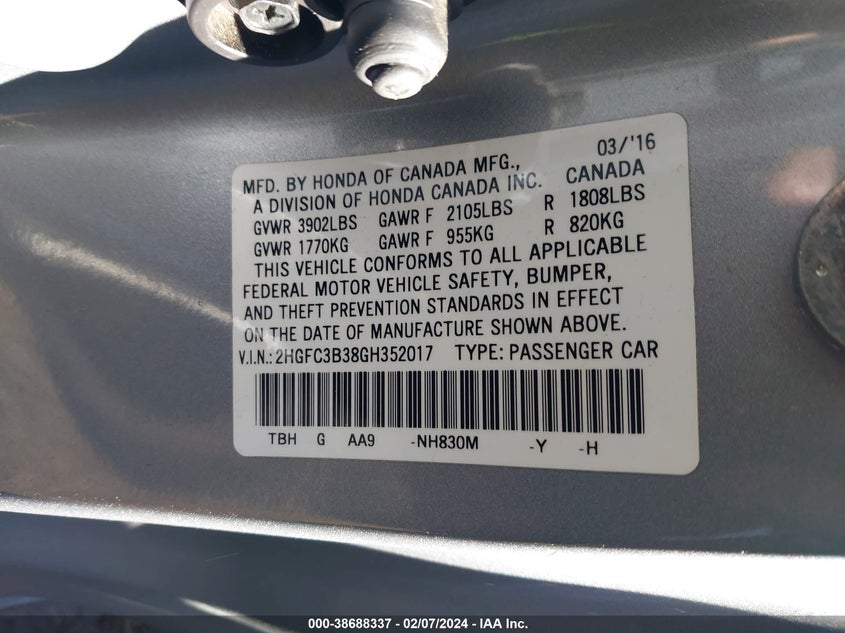 03/'16
MFD. BY HONDA OF CANADA MFG., CANADA
A DIVISION OF HONDA CANADA INC.
GVWR 3902LBS GAWR F 2105LBS R 1808LBS
GVWR 1770KG GAWR F 955KG R 820KG
THIS VEHICLE CONFORMS TO ALL APPLICABLE
FEDERAL MOTOR VEHICLE SAFETY, BUMPER,
AND THEFT PREVENTION STANDARDS IN EFFECT
ON THE DATE OF MANUFACTURE SHOWN ABOVE.
V.I.N.:2HGFC3B38GH352017 TYPE: PASSENGER CAR
TBH G AA9 -NH830M -Y -H
000-38688337 - 02/07/2024 - IAA Inc.